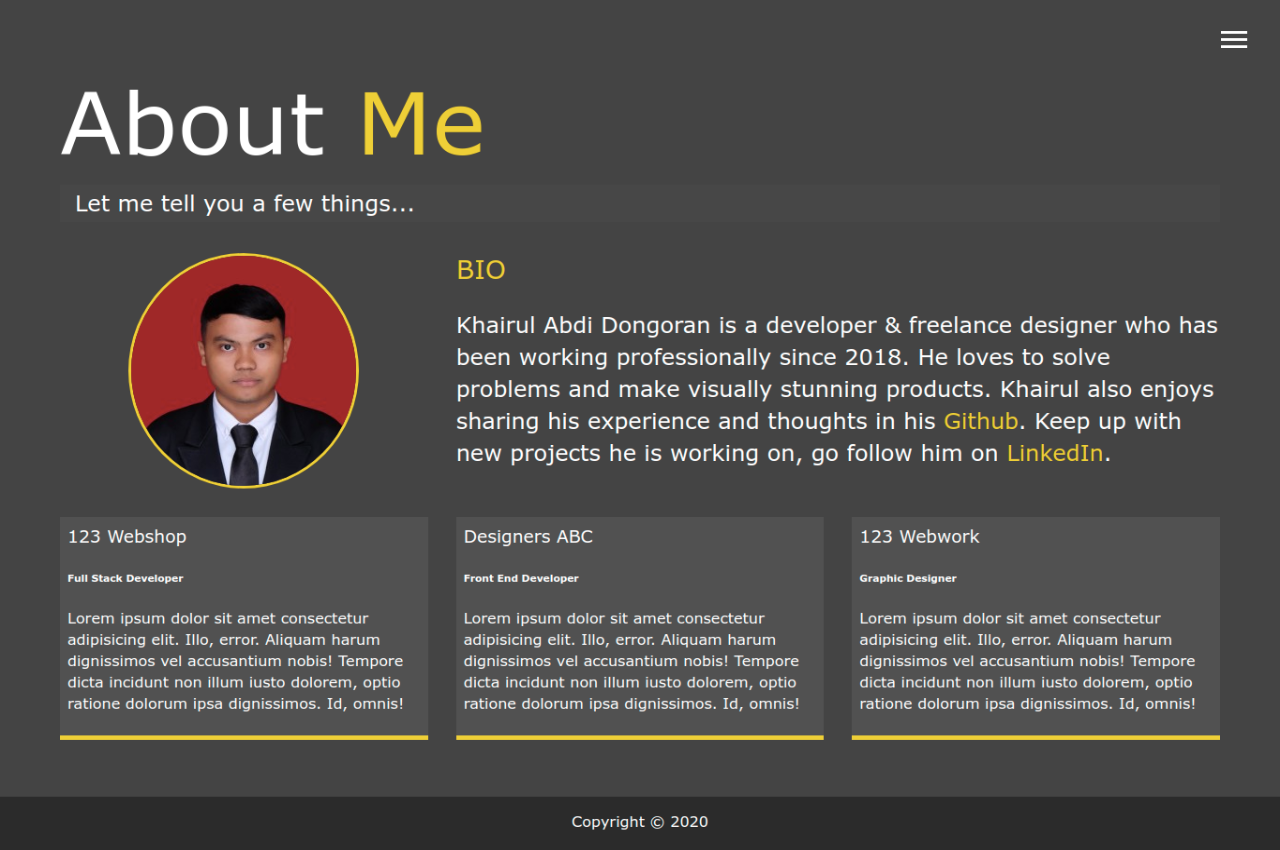 About Me
Let me tell you a few things...
BIO
Khairul Abdi Dongoran is a developer & freelance designer who has
been working professionally since 2018. He loves to solve
problems and make visually stunning products. Khairul also enjoys
sharing his experience and thoughts in his Github. Keep up with
new projects he is working on, go follow him on LinkedIn.
123 Webshop
Full Stack Developer
Lorem ipsum dolor sit amet consectetur
adipisicing elit. Illo, error. Aliquam harum
dignissimos vel accusantium nobis! Tempore
dicta incidunt non illum iusto dolorem, optio
ratione dolorum ipsa dignissimos. Id, omnis!
Designers ABC
Front End Developer
Lorem ipsum dolor sit amet consectetur
adipisicing elit. Illo, error. Aliquam harum
dignissimos vel accusantium nobis! Tempore
dicta incidunt non illum iusto dolorem, optio
ratione dolorum ipsa dignissimos. Id, omnis!
123 Webwork
Graphic Designer
Lorem ipsum dolor sit amet consectetur
adipisicing elit. Illo, error. Aliquam harum
dignissimos vel accusantium nobis! Tempore
dicta incidunt non illum iusto dolorem, optio
ratione dolorum ipsa dignissimos. Id, omnis!
Copyright © 2020